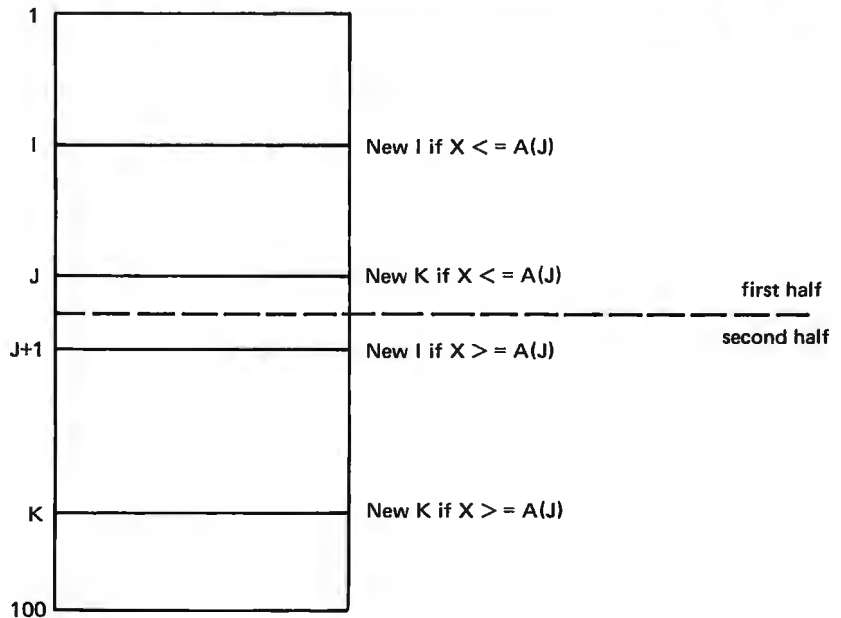 1
I
New I if X < = A(J)
J
New K if X < = A(J)
first half
second half
J+1
New I if X > = A(J)
K
New K if X > = A(J)
100